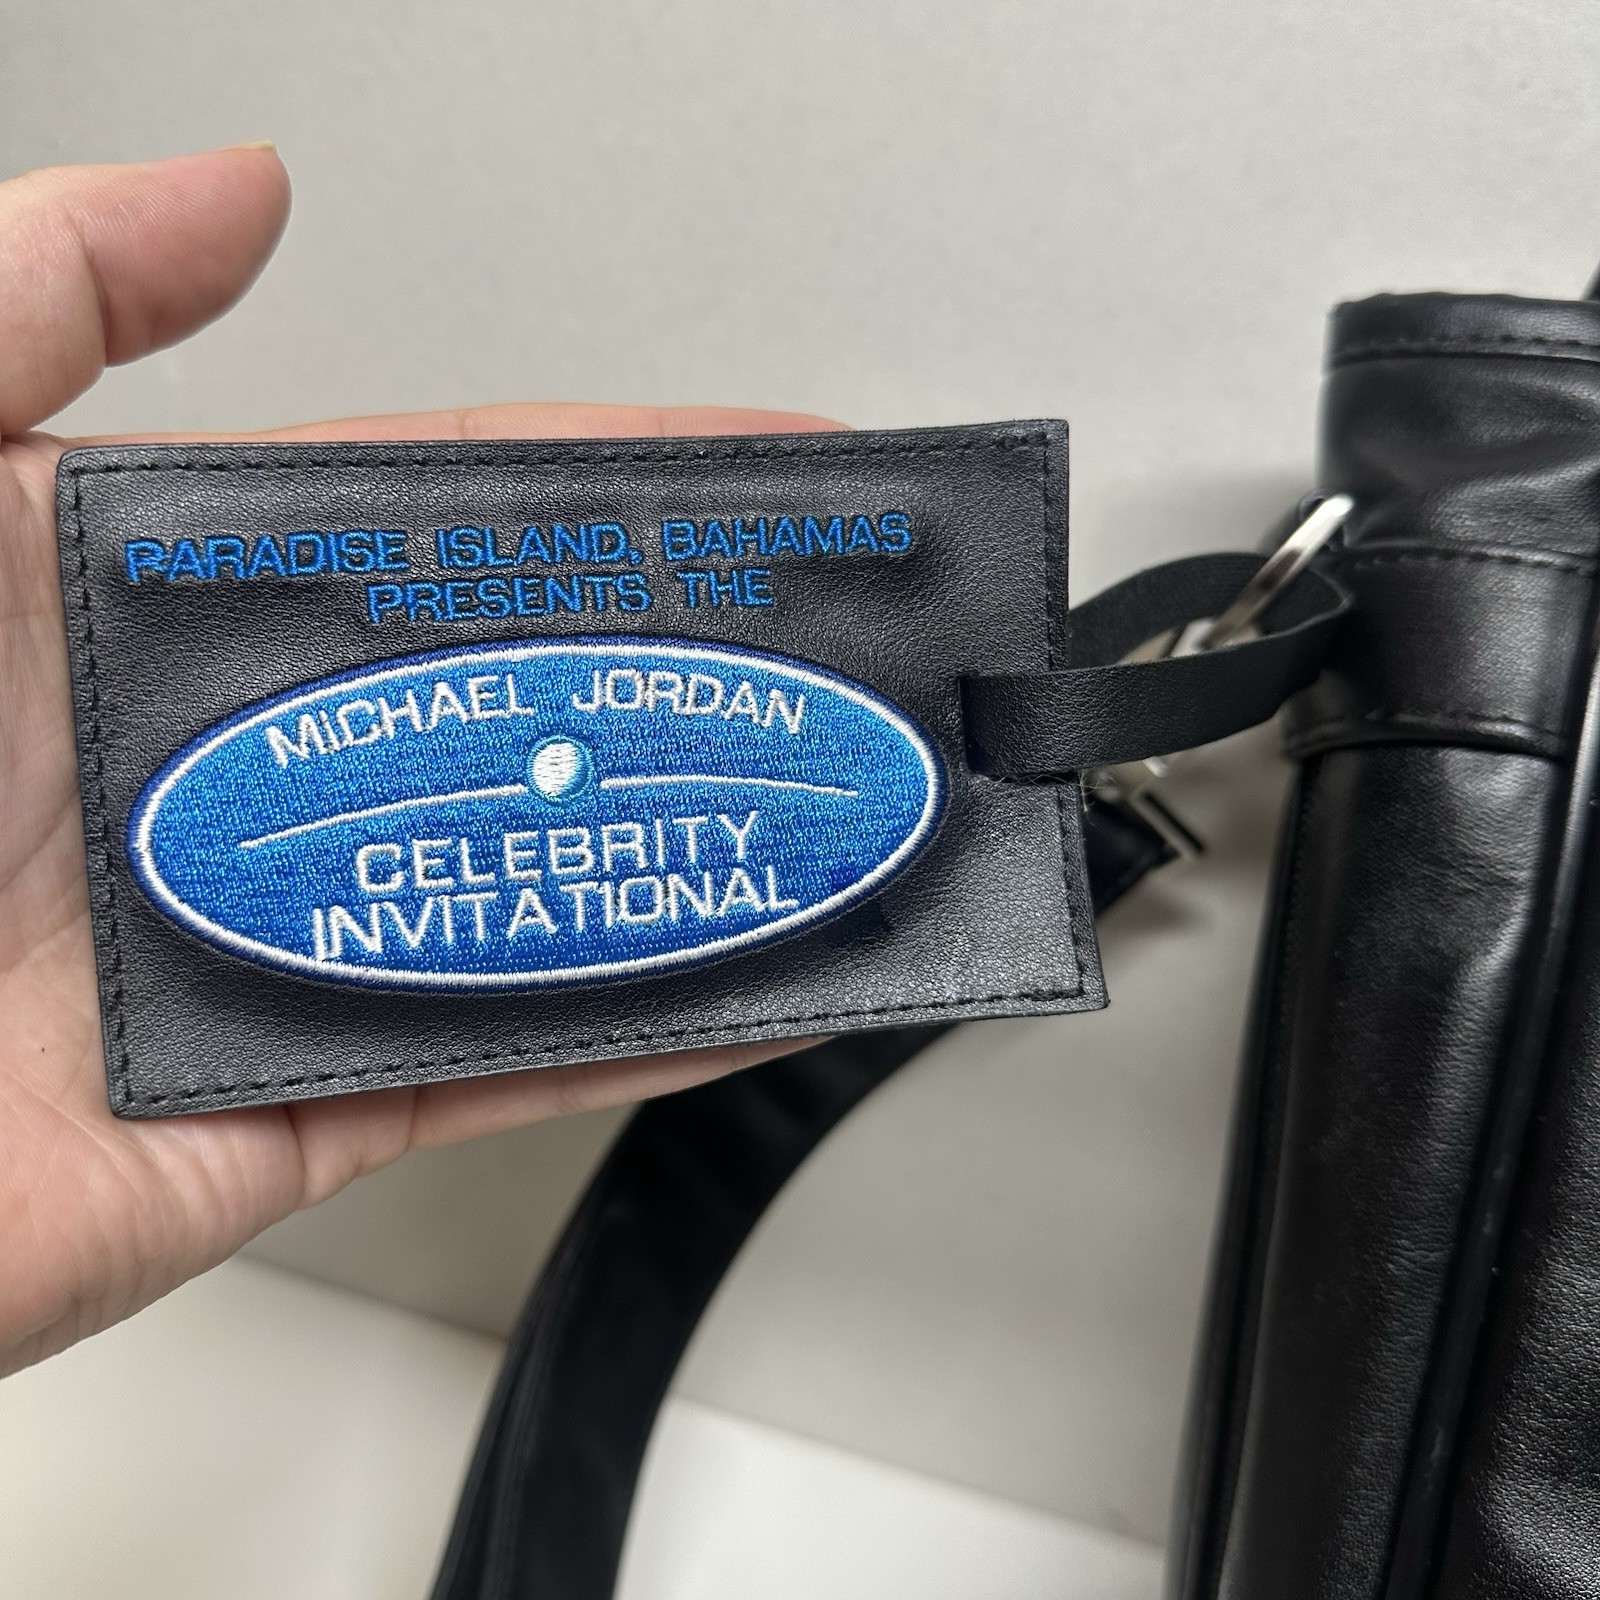 PARADISE ISLAND, BAHAMAS
PRESENTS THE
MICHAEL JORDAN
CELEBRITY
INVITATIONAL